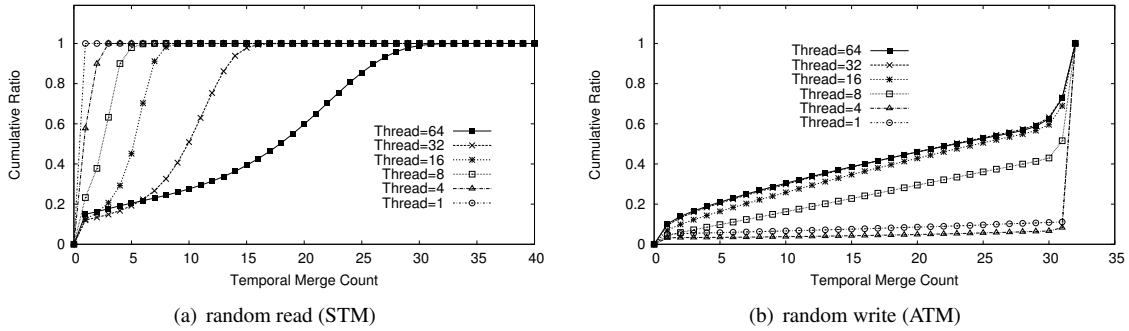 Cumulative Ratio
1
0.8
0.6
0.4
0.2
0
0 5 10 15 20 25 30 35 40
Temporal Merge Count
Thread=64
Thread=32
Thread=16
Thread=8
Thread=4
Thread=1
(a) random read (STM)
Cumulative Ratio
1
0.8
0.6
0.4
0.2
0
0 5 10 15 20 25 30 35
Temporal Merge Count
Thread=64
Thread=32
Thread=16
Thread=8
Thread=4
Thread=1
(b) random write (ATM)